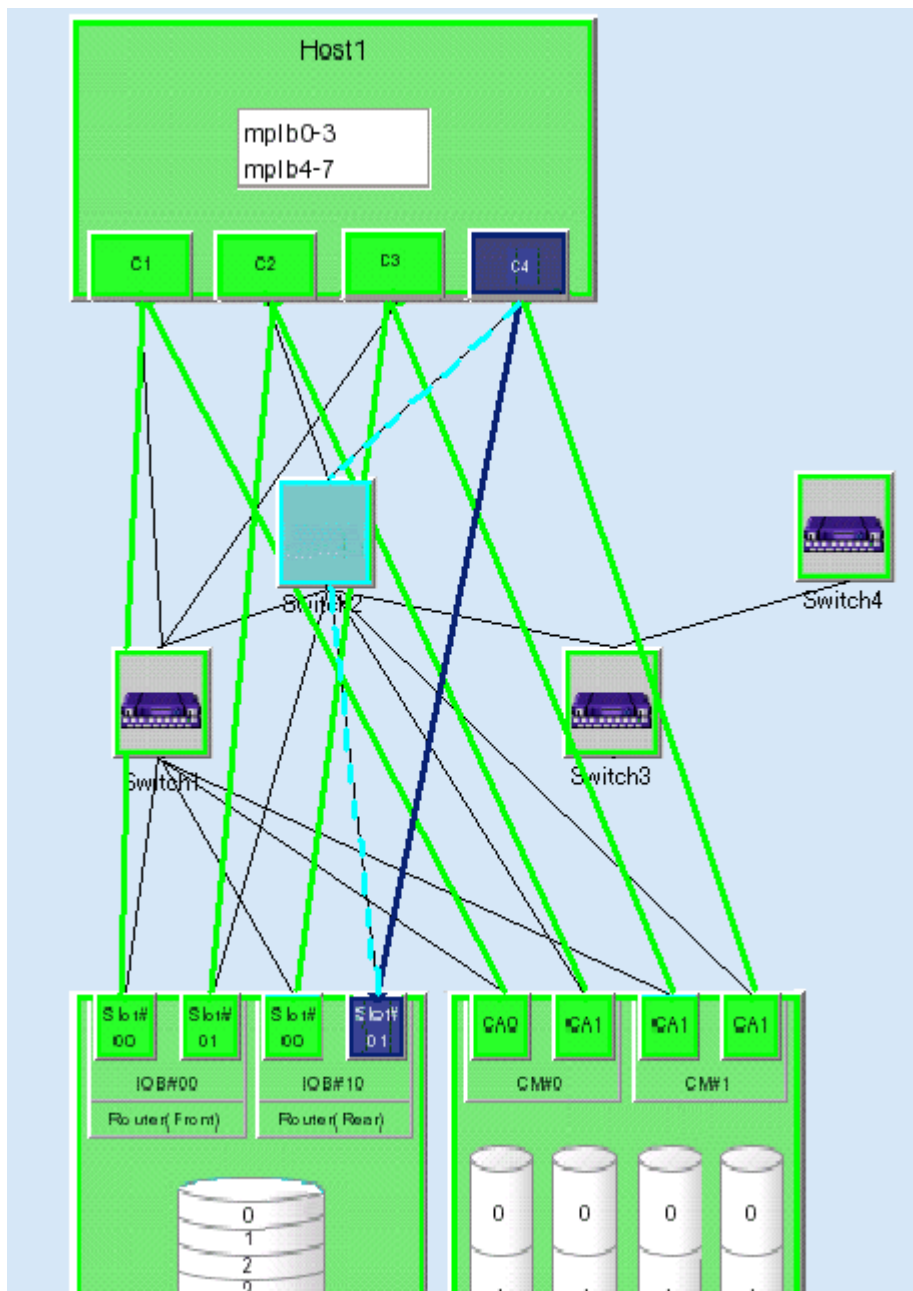 Host1
mplb0-3
mplb4-7
C1 C2 C3 C4
Switch2
Switch4
Switch1
Switch3
Slot# Slot# Slot# Slot# CA0 CA1 CA1 CA1
00 01 00 01
IOB#00 IOB#10 CM#0 CM#1
Router(Front) Router(Rear)
0 0 0 0 0
1
2